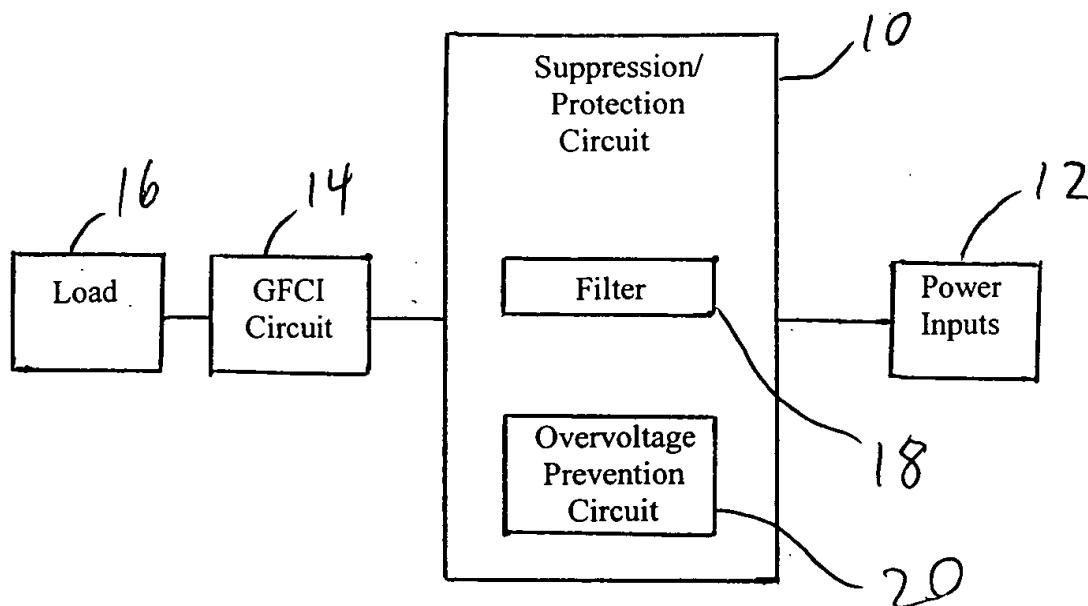 10
Suppression/
Protection
Circuit
16
14
12
Load
GFCI
Circuit
Filter
Power
Inputs
18
Overvoltage
Prevention
Circuit
20